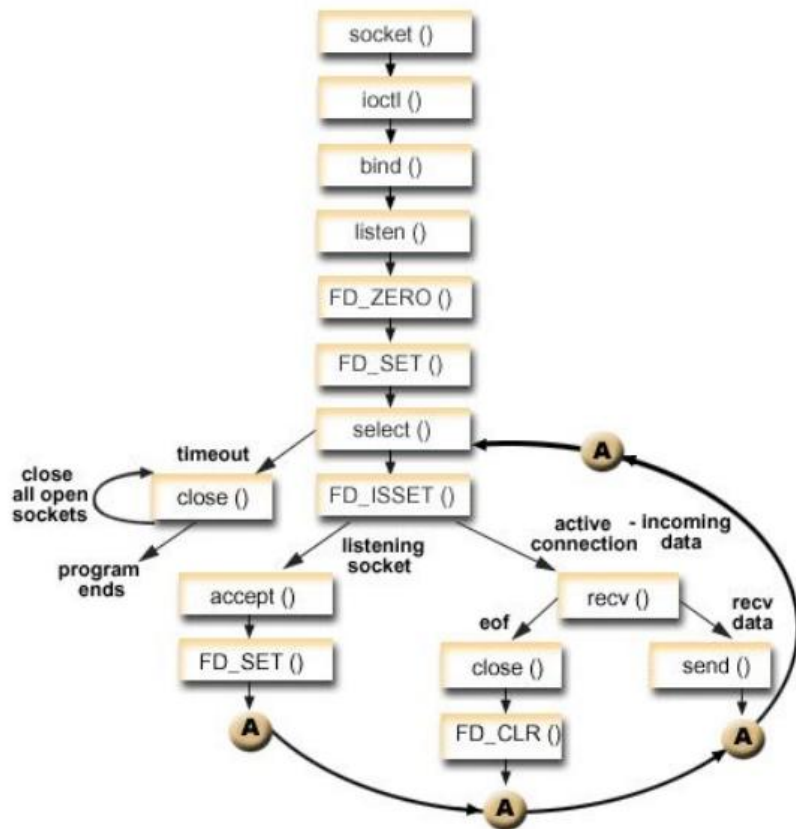 socket ()
ioctl ()
bind ()
listen ()
FD_ZERO ()
FD_SET ()
select ()
A
timeout
close
all open
sockets
close ()
FD_ISSET ()
program
ends
listening
socket
active
connection
- incoming
data
accept ()
recv ()
eof
recv
data
FD_SET ()
close ()
send ()
A
FD_CLR ()
A
A